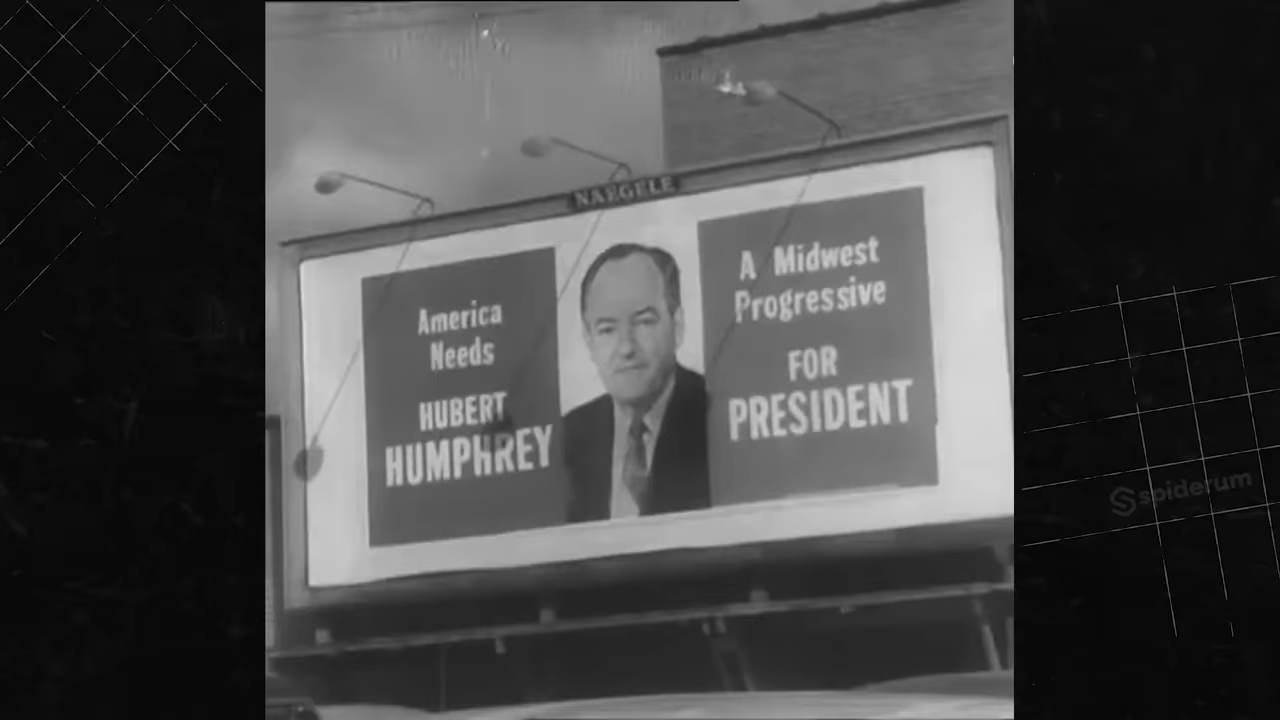 NAEGELE
America
Needs
HUBERT
HUMPHREY
A Midwest
Progressive
FOR
PRESIDENT
spiderum